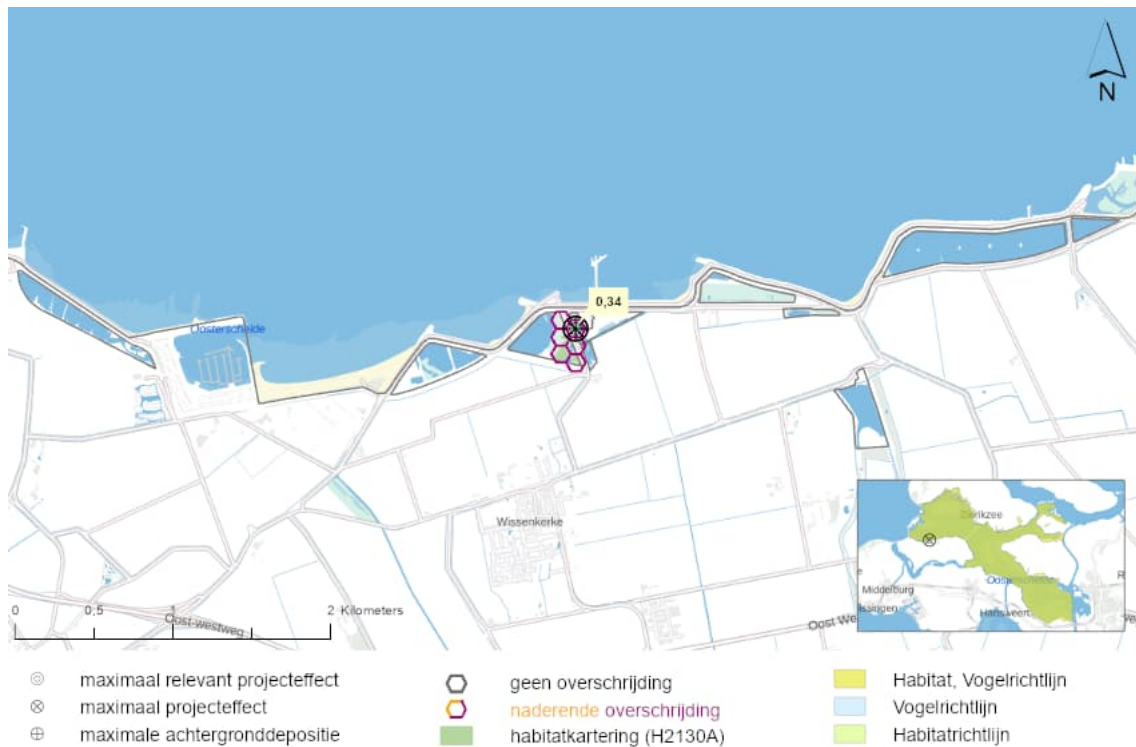 N
0,34
Oosterschelde
Wissenkerke
0 0,5 1 2 Kilometers
Oost-westweg
Oost We
Zierikzee
Oosterschelde
Middelburg
issingen
Hansweert
maximaal relevant projecteffect
maximaal projecteffect
maximale achtergronddepositie
geen overschrijding
naderende overschrijding
habitatkartering (H2130A)
Habitat, Vogelrichtlijn
Vogelrichtlijn
Habitatrichtlijn